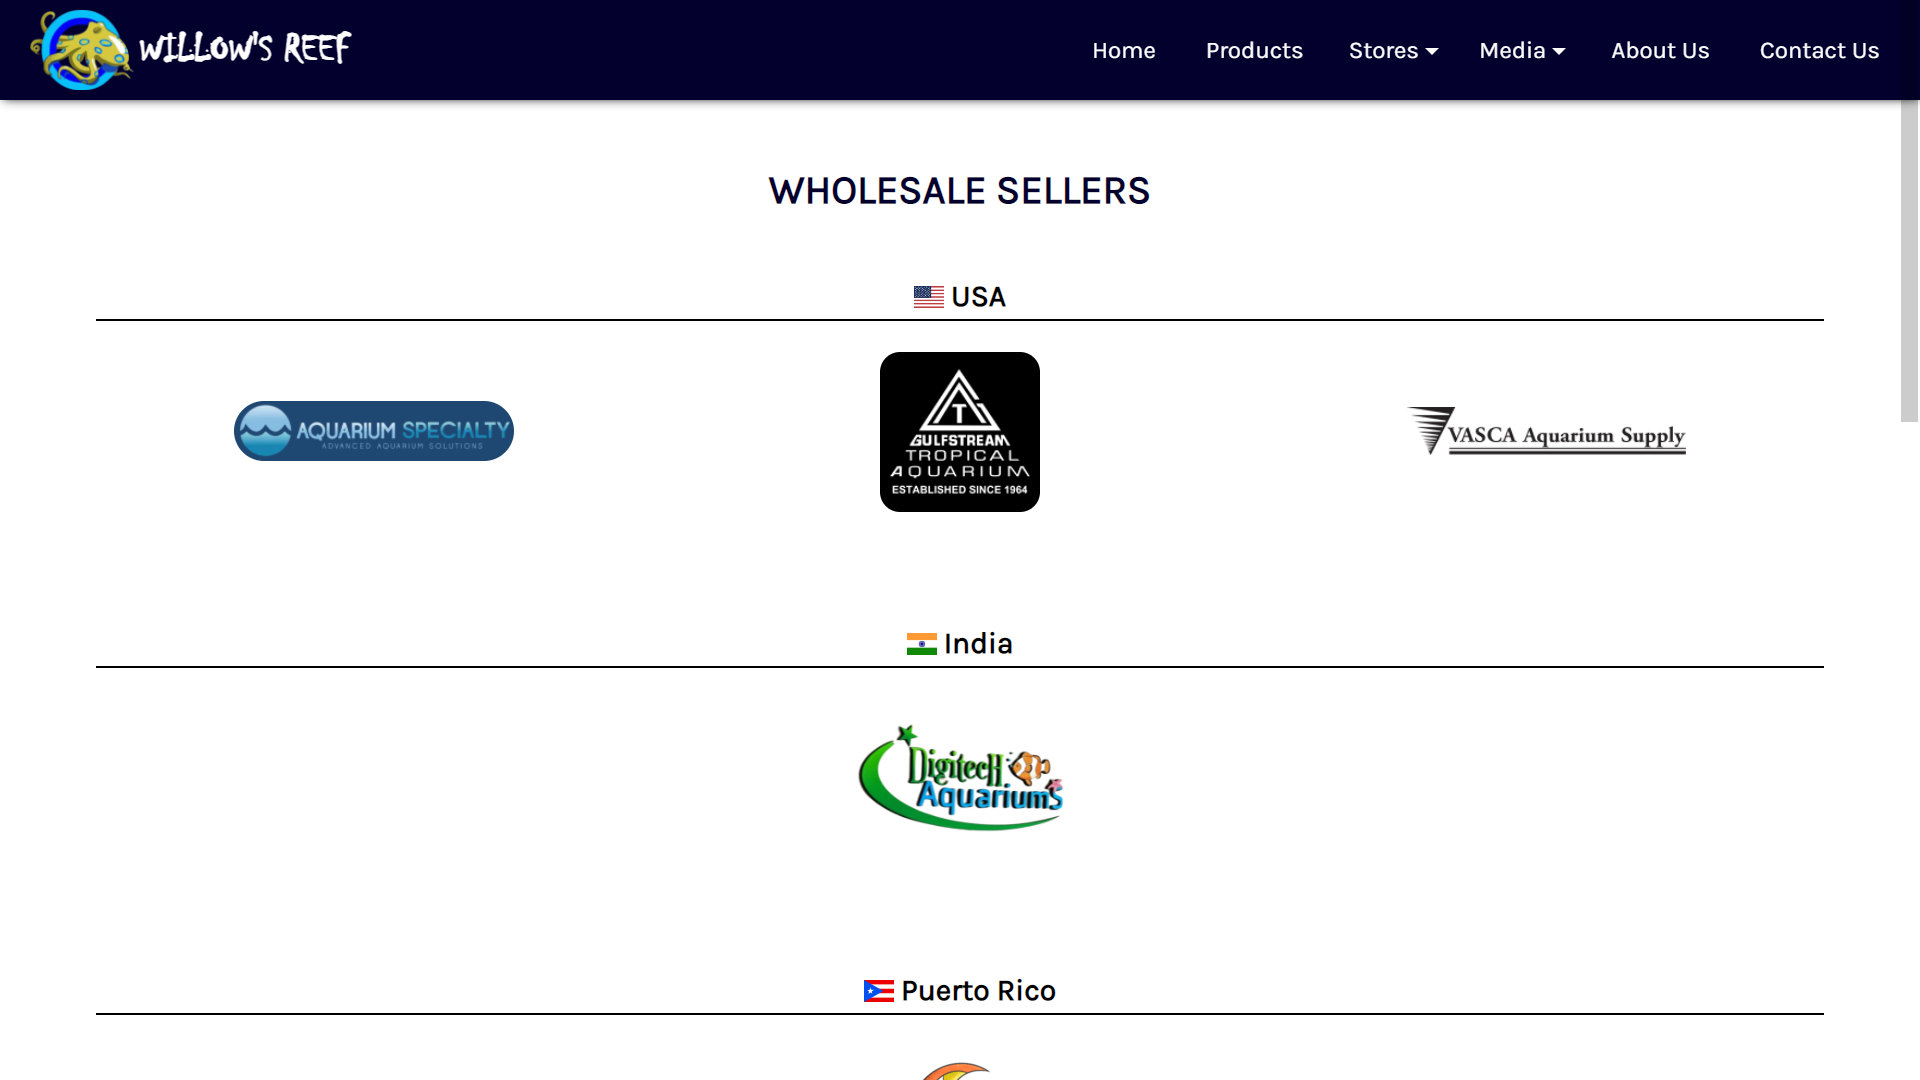 WILLOW'S REEF
Home Products Stores Media About Us Contact Us
WHOLESALE SELLERS
USA
AQUARIUM SPECIALTY
ADVANCED AQUARIUM SOLUTIONS
GULFSTREAM
TROPICAL
AQUARIUM
ESTABLISHED SINCE 1964
VASCA Aquarium Supply
India
DigitecH
Aquarium's
Puerto Rico